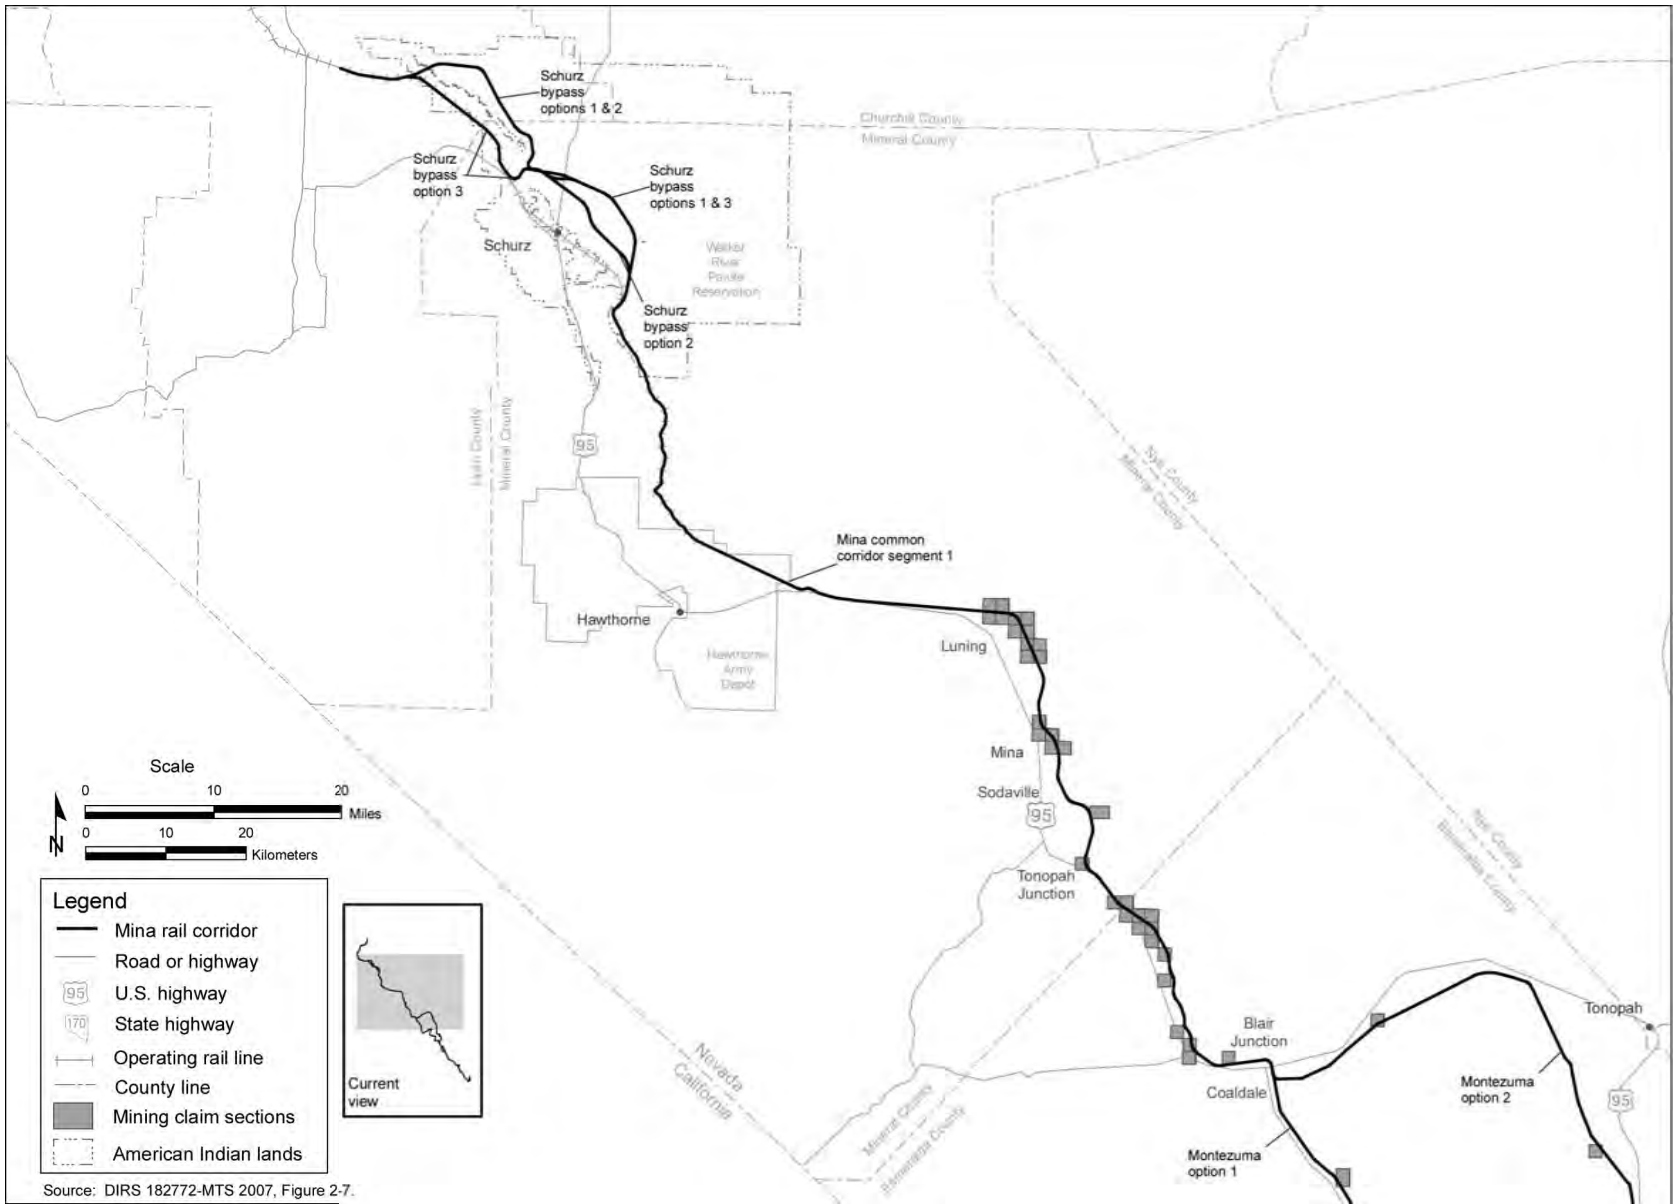 Schurz
bypass
options 1 & 2
Churchill County
Mineral County
Schurz
bypass
option 3
Schurz
bypass
options 1 & 3
Schurz
Walker
River
Paiute
Reservation
Schurz
bypass
option 2
Lyon County
Mineral County
95
Nye County
Mineral County
Mina common
corridor segment 1
Hawthorne
Hawthorne
Army
Depot
Luning
Mina
Sodaville
95
Tonopah
Junction
Nye County
Esmeralda County
Scale
0 10 20
Miles
0 10 20
Kilometers
N
Legend
Mina rail corridor
Road or highway
95 U.S. highway
170 State highway
Operating rail line
County line
Mining claim sections
American Indian lands
Current
view
Nevada
California
Mineral County
Esmeralda County
Blair
Junction
Coaldale
Tonopah
Montezuma
option 2
95
Montezuma
option 1
Source: DIRS 182772-MTS 2007, Figure 2-7.